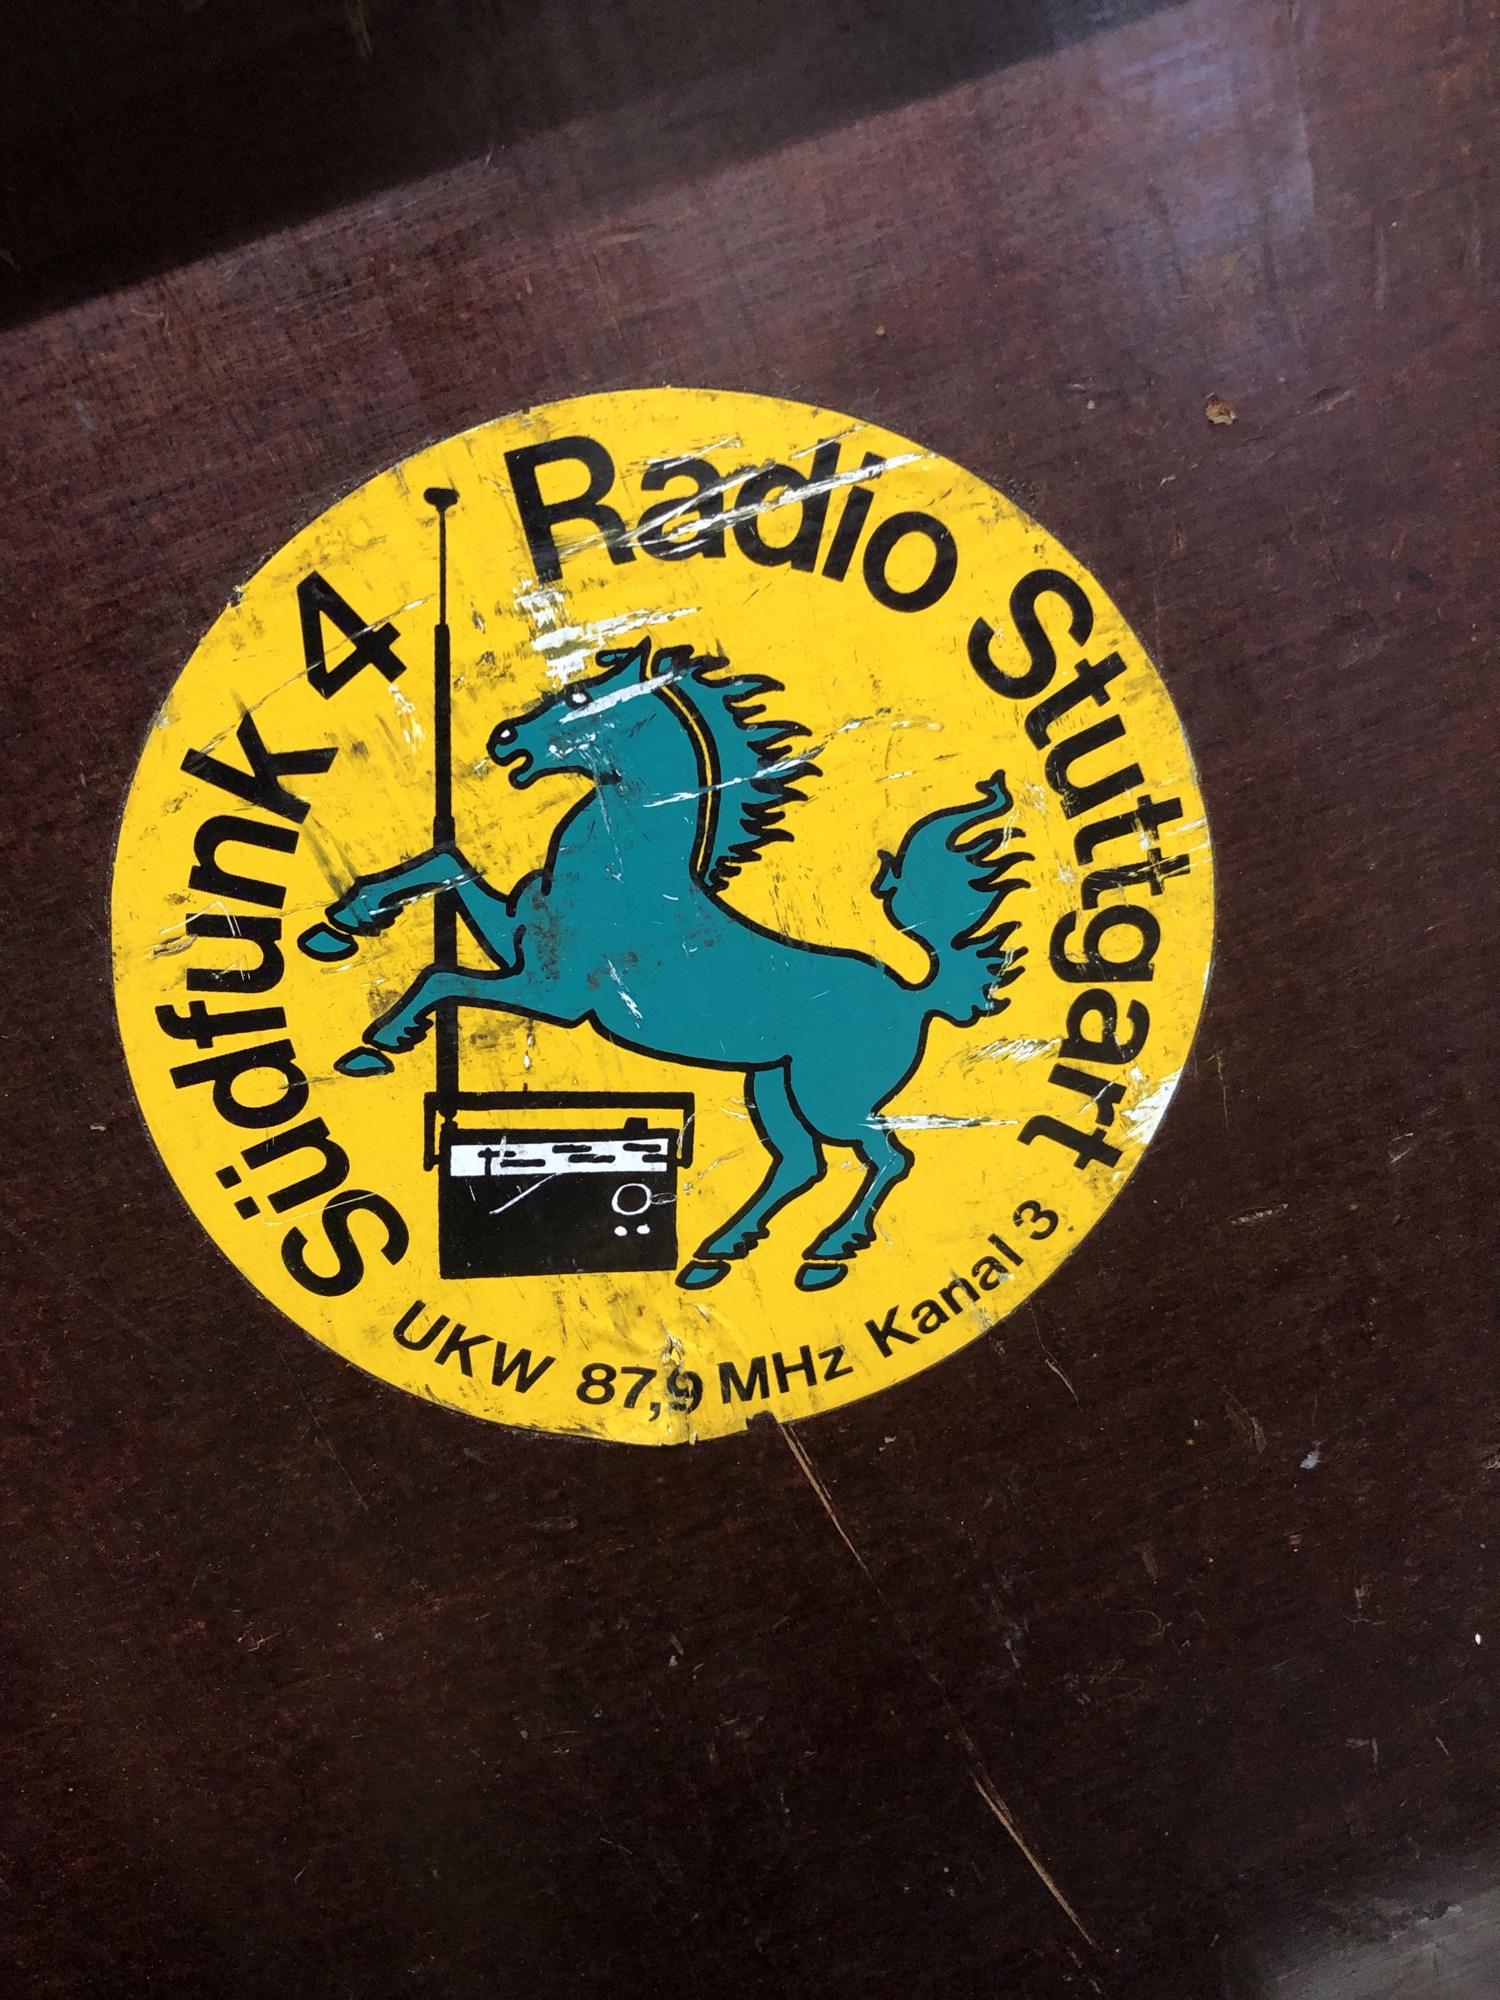 Südfunk 4 Radio Stuttgart
UKW 87,9 MHz Kanal 3